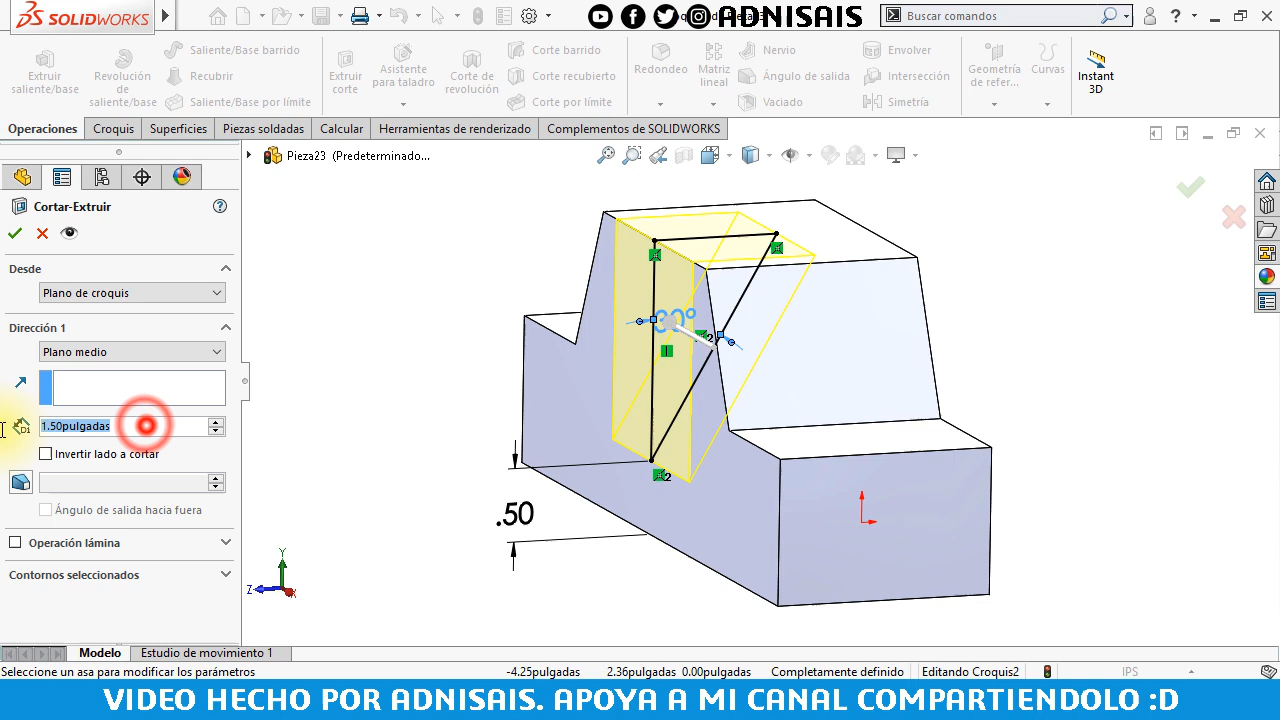 SOLIDWORKS
ADNISAIS
Buscar comandos
Extruir saliente/base
Revolución de saliente/base
Saliente/Base barrido
Recubrir
Saliente/Base por límite
Extruir corte
Asistente para taladro
Corte de revolución
Corte barrido
Corte recubierto
Corte por límite
Redondeo
Matriz lineal
Nervio
Ángulo de salida
Vaciado
Envolver
Intersección
Simetría
Geometría de refer...
Curvas
Instant 3D
Operaciones
Croquis
Superficies
Piezas soldadas
Calcular
Herramientas de renderizado
Complementos de SOLIDWORKS
Pieza23 (Predeterminado...
Cortar-Extruir
Desde
Plano de croquis
Dirección 1
Plano medio
1.50pulgadas
Invertir lado a cortar
Ángulo de salida hacia fuera
Operación lámina
Contornos seleccionados
30°
2
2
.50
Y
Z
X
Modelo
Estudio de movimiento 1
Seleccione un asa para modificar los parámetros
-4.25pulgadas
2.36pulgadas
0.00pulgadas
Completamente definido
Editando Croquis2
IPS
VIDEO HECHO POR ADNISAIS. APOYA A MI CANAL COMPARTIENDOLO :D